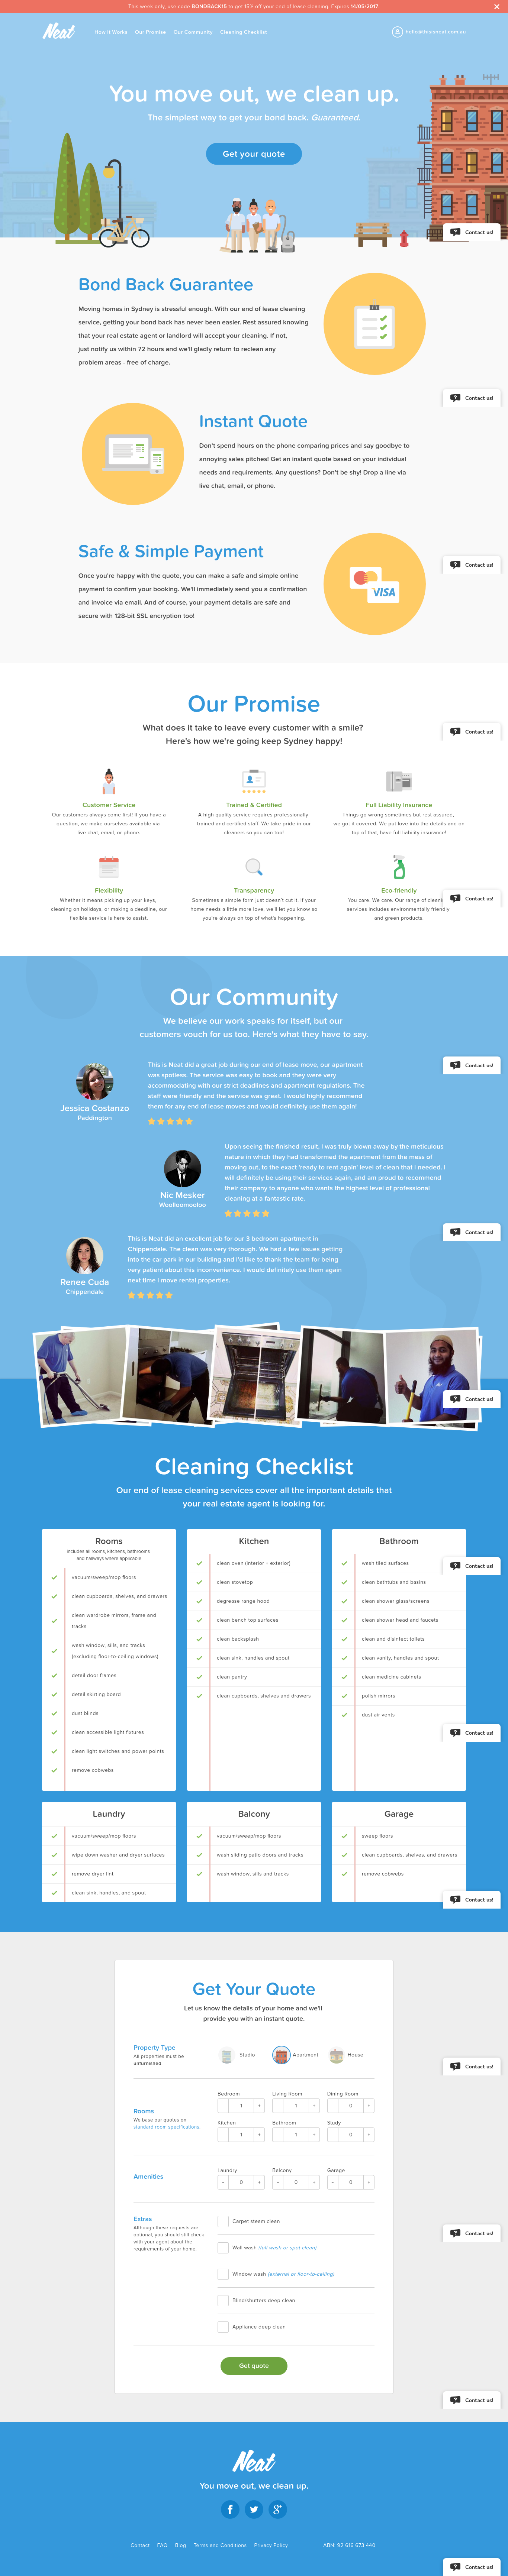 This week only, use code BONDBACK15 to get 15% off your end of lease cleaning. Expires 14/05/2017.
Neat
How It Works Our Promise Our Community Cleaning Checklist
hello@thisisneat.com.au
You move out, we clean up.
The simplest way to get your bond back. Guaranteed.
Get your quote
Contact us!
Bond Back Guarantee
Moving homes in Sydney is stressful enough. With our end of lease cleaning
service, getting your bond back has never been easier. Rest assured knowing
that your real estate agent or landlord will accept your cleaning. If not,
just notify us within 72 hours and we'll gladly return to reclean any
problem areas - free of charge.
Contact us!
Instant Quote
Don't spend hours on the phone comparing prices and say goodbye to
annoying sales pitches! Get an instant quote based on your individual
needs and requirements. Any questions? Don't be shy! Drop a line via
live chat, email, or phone.
Safe & Simple Payment
Once you're happy with the quote, you can make a safe and simple online
payment to confirm your booking. We'll immediately send you a confirmation
and invoice via email. And of course, your payment details are safe and
secure with 128-bit SSL encryption too!
VISA
Contact us!
Our Promise
What does it take to leave every customer with a smile?
Here's how we're going keep Sydney happy!
Contact us!
Customer Service
Our customers always come first! If you have a
question, we make ourselves available via
live chat, email, or phone.
Trained & Certified
A high quality service requires professionally
trained and certified staff. We take pride in our
cleaners so you can too!
Full Liability Insurance
Things go wrong sometimes but rest assured,
we got it covered. We put love into the details and on
top of that, have full liability insurance!
Flexibility
Whether it means picking up your keys,
cleaning on holidays, or making a deadline, our
flexible service is here to assist.
Transparency
Sometimes a simple form just doesn't cut it. If your
home needs a little more love, we'll let you know so
you're always on top of what's happening.
Eco-friendly
You care. We care. Our range of cleaning
services includes environmentally friendly
and green products.
Contact us!
Our Community
We believe our work speaks for itself, but our
customers vouch for us too. Here's what they have to say.
Contact us!
This is Neat did a great job during our end of lease move, our apartment
was spotless. The service was easy to book and they were very
accommodating with our strict deadlines and apartment regulations. The
staff were friendly and the service was great. I would highly recommend
them for any end of lease moves and would definitely use them again!
Jessica Costanzo
Paddington
Upon seeing the finished result, I was truly blown away by the meticulous
nature in which they had transformed the apartment from the mess of
moving out, to the exact 'ready to rent again' level of clean that I needed. I
will definitely be using their services again, and am proud to recommend
their company to anyone who wants the highest level of professional
cleaning at a fantastic rate.
Nic Mesker
Woolloomooloo
Contact us!
This is Neat did an excellent job for our 3 bedroom apartment in
Chippendale. The clean was very thorough. We had a few issues getting
into the car park in our building and I'd like to thank the team for being
very patient about this inconvenience. I would definitely use them again
next time I move rental properties.
Renee Cuda
Chippendale
Contact us!
Cleaning Checklist
Our end of lease cleaning services cover all the important details that
your real estate agent is looking for.
Rooms
includes all rooms, kitchens, bathrooms
and hallways where applicable
vacuum/sweep/mop floors
clean cupboards, shelves, and drawers
clean wardrobe mirrors, frame and
tracks
wash window, sills, and tracks
(excluding floor-to-ceiling windows)
detail door frames
detail skirting board
dust blinds
clean accessible light fixtures
clean light switches and power points
remove cobwebs
Kitchen
clean oven (interior + exterior)
clean stovetop
degrease range hood
clean bench top surfaces
clean backsplash
clean sink, handles and spout
clean pantry
clean cupboards, shelves and drawers
Bathroom
wash tiled surfaces
clean bathtubs and basins
clean shower glass/screens
clean shower head and faucets
clean and disinfect toilets
clean vanity, handles and spout
clean medicine cabinets
polish mirrors
dust air vents
Contact us!
Contact us!
Laundry
vacuum/sweep/mop floors
wipe down washer and dryer surfaces
remove dryer lint
clean sink, handles, and spout
Balcony
vacuum/sweep/mop floors
wash sliding patio doors and tracks
wash window, sills and tracks
Garage
sweep floors
clean cupboards, shelves, and drawers
remove cobwebs
Contact us!
Get Your Quote
Let us know the details of your home and we'll
provide you with an instant quote.
Property Type
All properties must be
unfurnished.
Studio Apartment House
Contact us!
Rooms
We base our quotes on
standard room specifications.
Bedroom Living Room Dining Room
- 1 + - 1 + - 0 +
Kitchen Bathroom Study
- 1 + - 1 + - 0 +
Amenities
Laundry Balcony Garage
- 0 + - 0 + - 0 +
Extras
Although these requests are
optional, you should still check
with your agent about the
requirements of your home.
Carpet steam clean
Wall wash (full wash or spot clean)
Window wash (external or floor-to-ceiling)
Blind/shutters deep clean
Appliance deep clean
Contact us!
Get quote
Contact us!
Neat
You move out, we clean up.
Contact FAQ Blog Terms and Conditions Privacy Policy ABN: 92 616 673 440
Contact us!